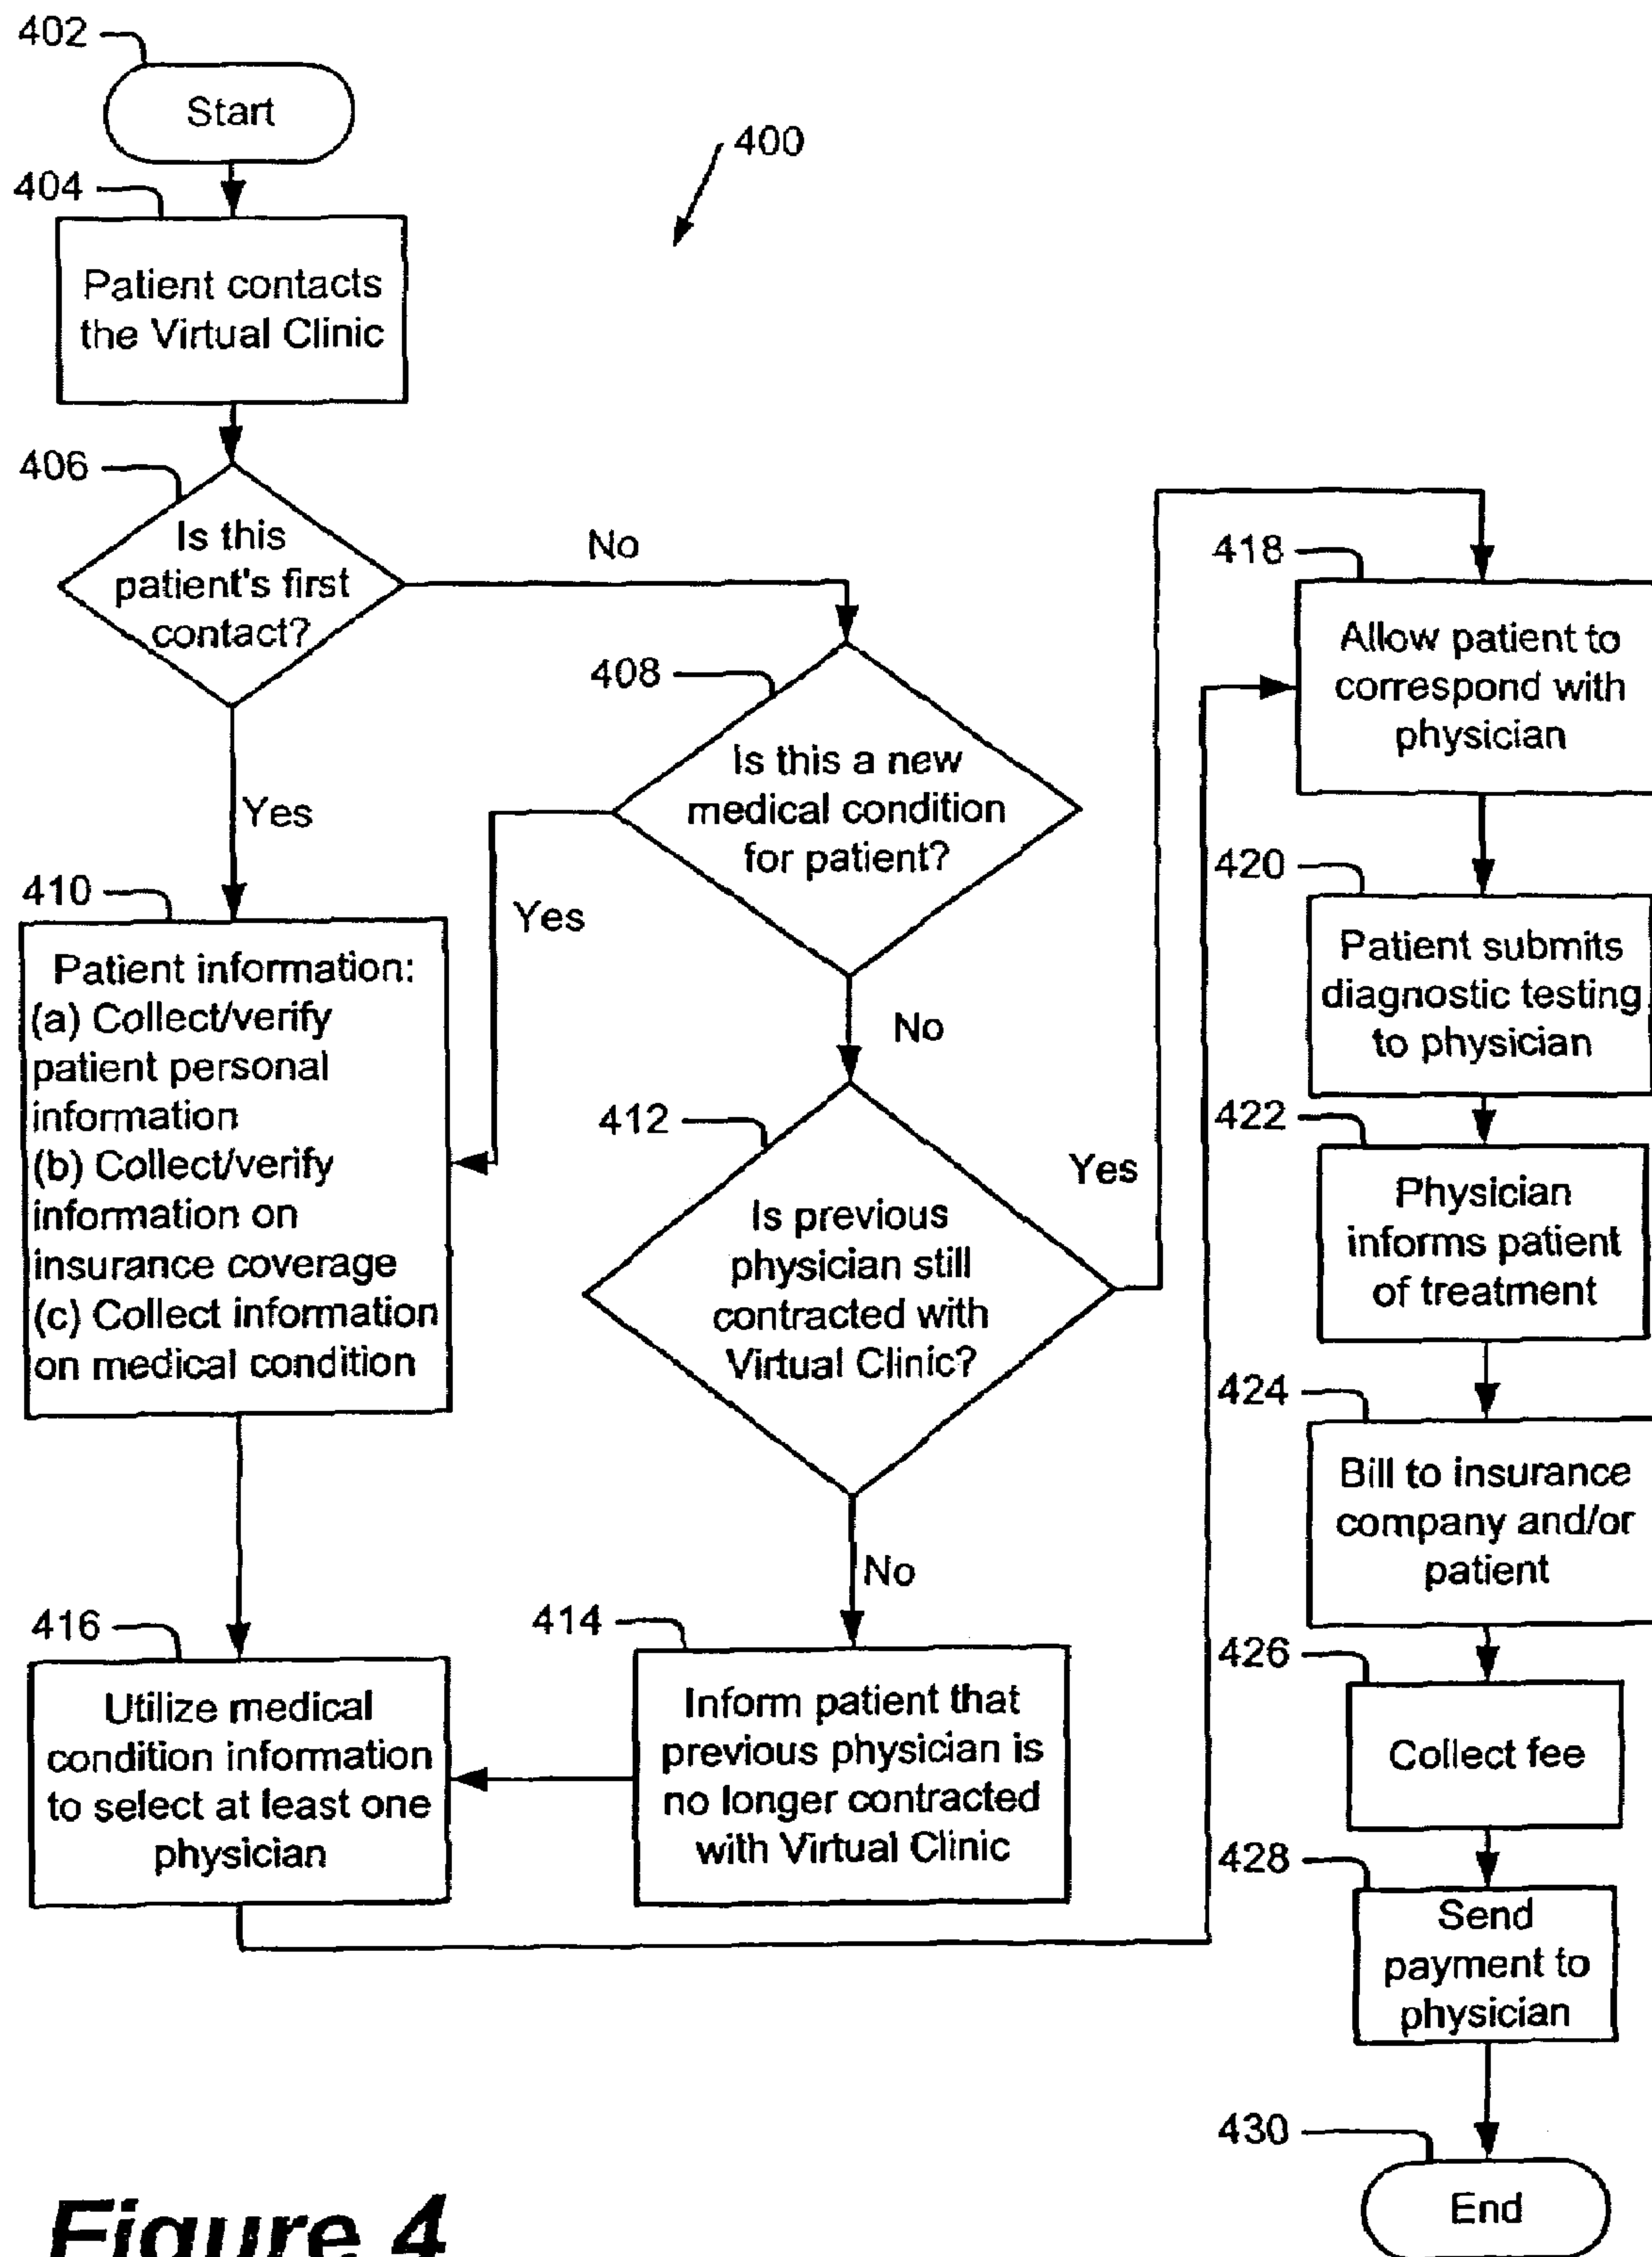 402
Start
400
404
Patient contacts
the Virtual Clinic
406
Is this
patient's first
contact?
No
Yes
408
Is this a new
medical condition
for patient?
Yes
No
410
Patient information:
(a) Collect/verify
patient personal
information
(b) Collect/verify
information on
insurance coverage
(c) Collect information
on medical condition
412
Is previous
physician still
contracted with
Virtual Clinic?
Yes
No
414
Inform patient that
previous physician is
no longer contracted
with Virtual Clinic
416
Utilize medical
condition information
to select at least one
physician
418
Allow patient to
correspond with
physician
420
Patient submits
diagnostic testing
to physician
422
Physician
informs patient
of treatment
424
Bill to insurance
company and/or
patient
426
Collect fee
428
Send
payment to
physician
430
End
Figure 4